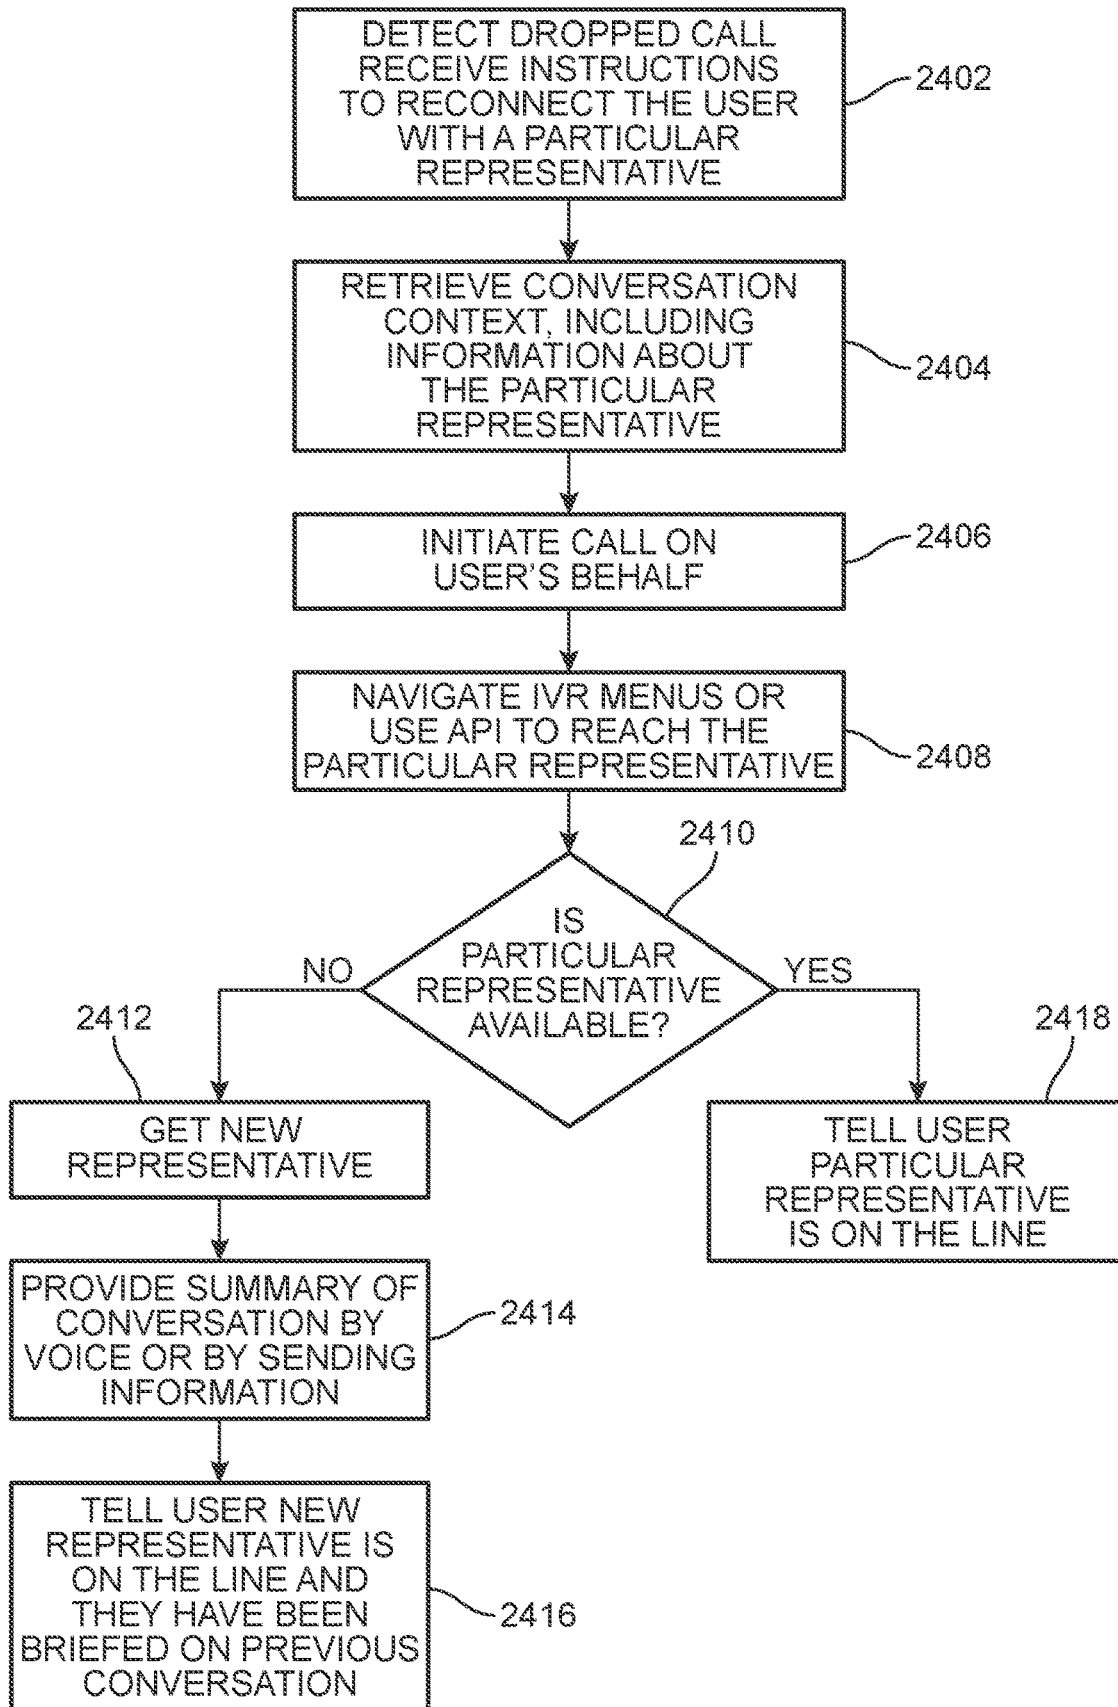 DETECT DROPPED CALL
RECEIVE INSTRUCTIONS
TO RECONNECT THE USER
WITH A PARTICULAR
REPRESENTATIVE
2402
RETRIEVE CONVERSATION
CONTEXT, INCLUDING
INFORMATION ABOUT
THE PARTICULAR
REPRESENTATIVE
2404
INITIATE CALL ON
USER'S BEHALF
2406
NAVIGATE IVR MENUS OR
USE API TO REACH THE
PARTICULAR REPRESENTATIVE
2408
2410
IS
PARTICULAR
REPRESENTATIVE
AVAILABLE?
NO
YES
2412
GET NEW
REPRESENTATIVE
2418
TELL USER
PARTICULAR
REPRESENTATIVE
IS ON THE LINE
PROVIDE SUMMARY OF
CONVERSATION BY
VOICE OR BY SENDING
INFORMATION
2414
TELL USER NEW
REPRESENTATIVE IS
ON THE LINE AND
THEY HAVE BEEN
BRIEFED ON PREVIOUS
CONVERSATION
2416